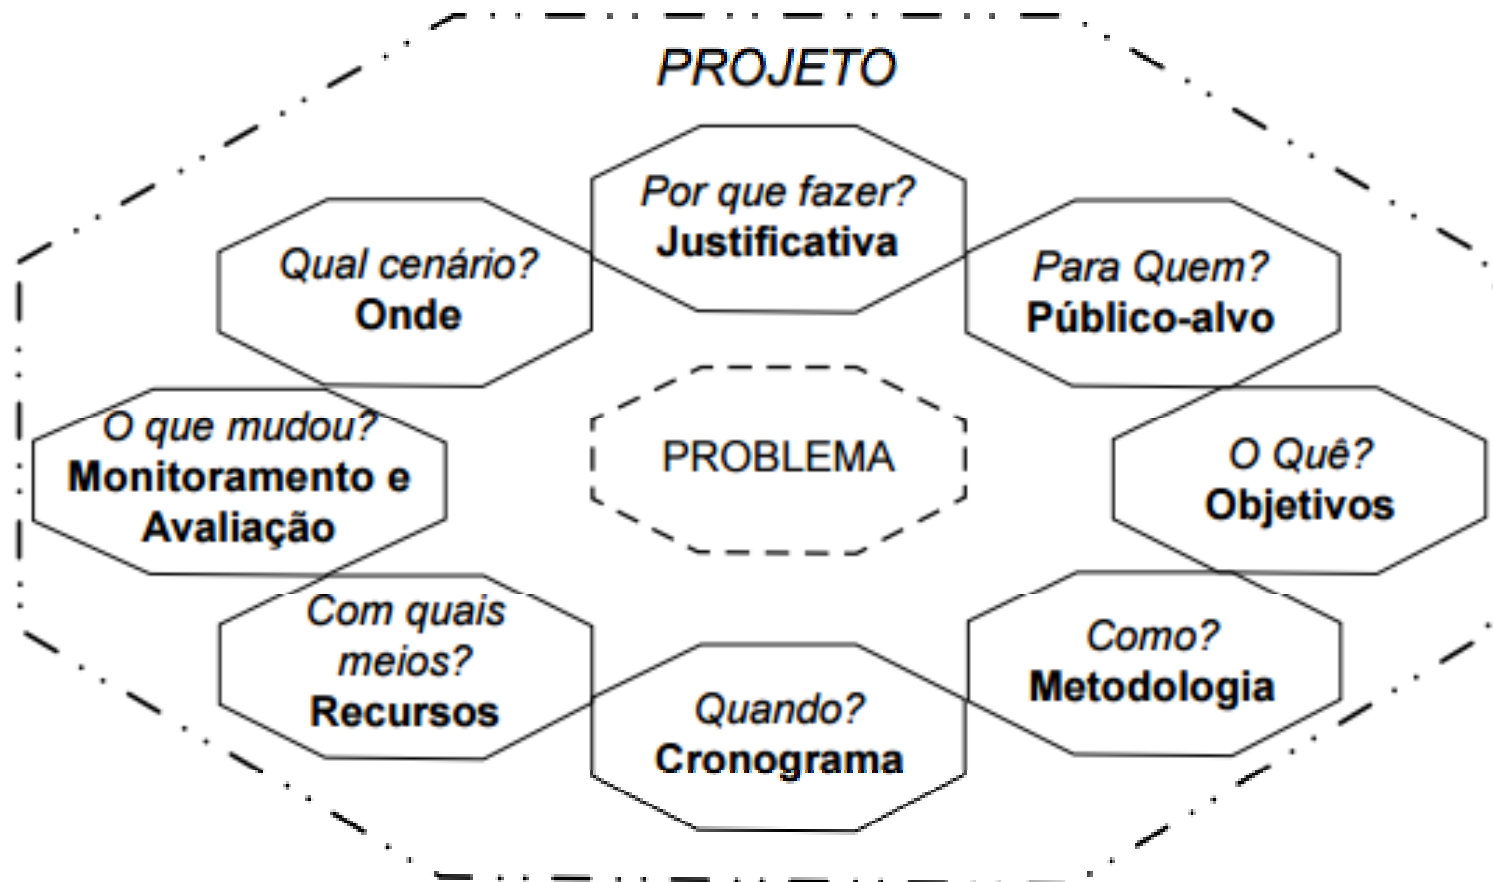 PROJETO
Por que fazer?
Justificativa
Qual cenário?
Onde
Para Quem?
Público-alvo
O que mudou?
Monitoramento e
Avaliação
PROBLEMA
O Quê?
Objetivos
Com quais
meios?
Recursos
Quando?
Cronograma
Como?
Metodologia